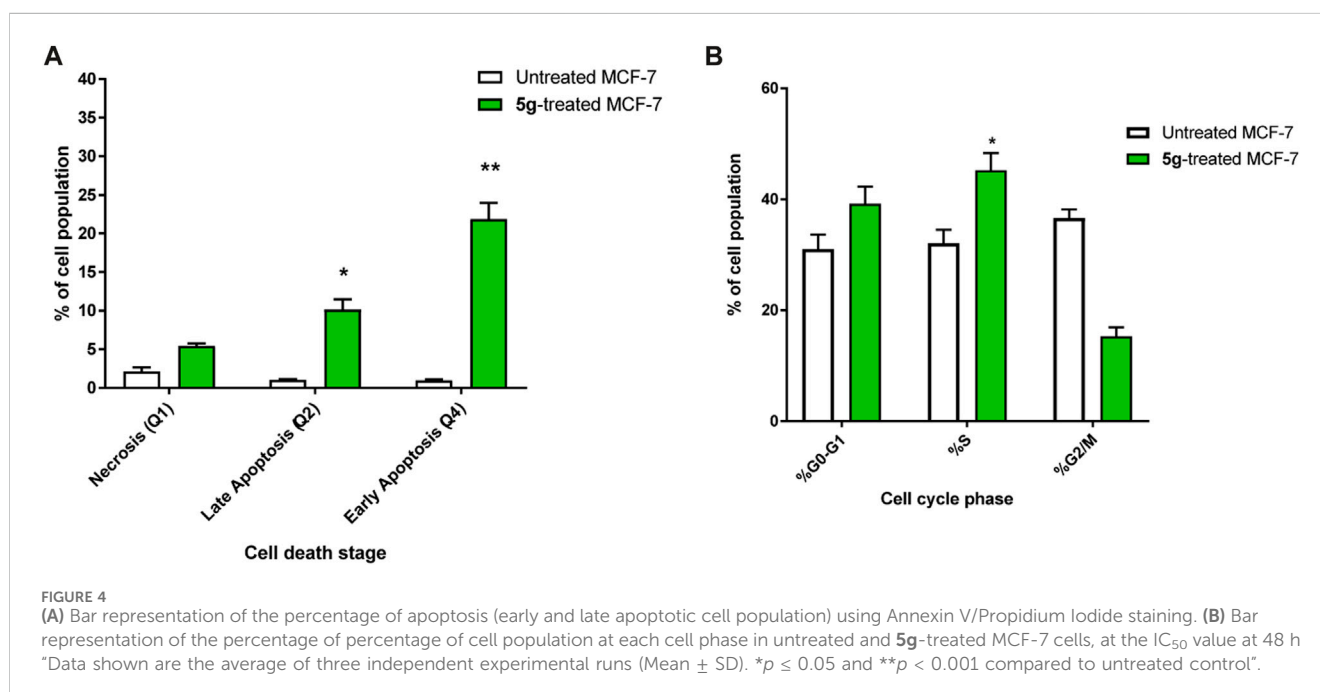 A
40
35
30
25
20
15
10
5
0
% of cell population
Untreated MCF-7
5g-treated MCF-7
*
**
Necrosis (Q1)
Late Apoptosis (Q2)
Early Apoptosis (Q4)
Cell death stage
B
60
40
20
0
% of cell population
Untreated MCF-7
5g-treated MCF-7
*
%G0-G1
%S
%G2/M
Cell cycle phase
FIGURE 4
(A) Bar representation of the percentage of apoptosis (early and late apoptotic cell population) using Annexin V/Propidium Iodide staining. (B) Bar
representation of the percentage of percentage of cell population at each cell phase in untreated and 5g-treated MCF-7 cells, at the IC50 value at 48 h
“Data shown are the average of three independent experimental runs (Mean ± SD). *p ≤ 0.05 and **p < 0.001 compared to untreated control”.